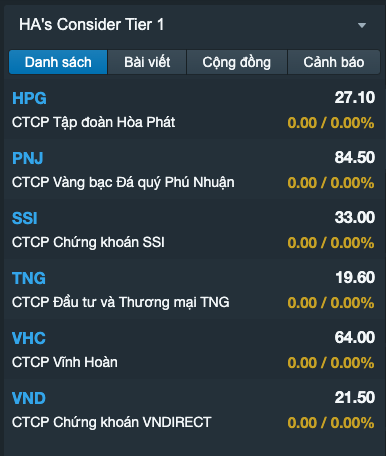 HA's Consider Tier 1
Danh sách Bài viết Cộng đồng Cảnh báo
HPG 27.10
CTCP Tập đoàn Hòa Phát 0.00 / 0.00%
PNJ 84.50
CTCP Vàng bạc Đá quý Phú Nhuận 0.00 / 0.00%
SSI 33.00
CTCP Chứng khoán SSI 0.00 / 0.00%
TNG 19.60
CTCP Đầu tư và Thương mại TNG 0.00 / 0.00%
VHC 64.00
CTCP Vĩnh Hoàn 0.00 / 0.00%
VND 21.50
CTCP Chứng khoán VNDIRECT 0.00 / 0.00%